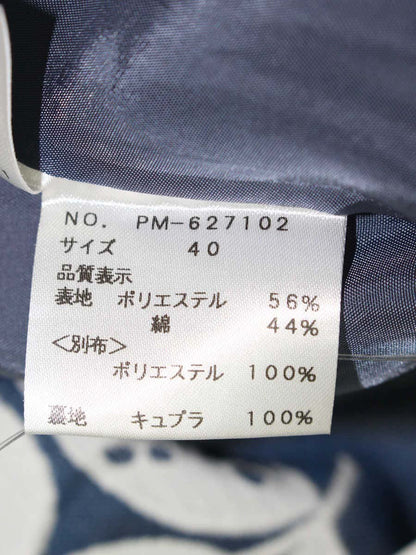 NO. PM-627102
サイズ 40
品質表示
表地 ポリエステル 56%
綿 44%
<別布>
ポリエステル 100%
裏地 キュプラ 100%